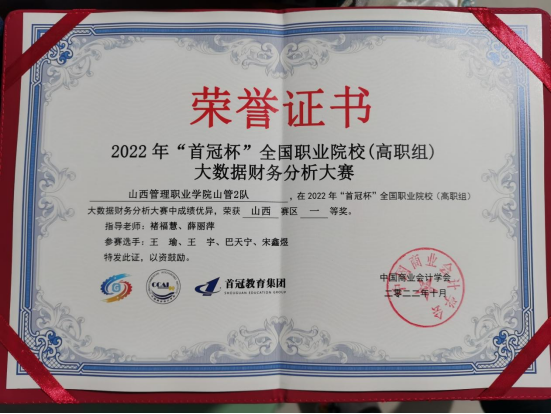 荣誉证书
2022年“首冠杯”全国职业院校(高职组)
大数据财务分析大赛
山西管理职业学院山管2队，在2022年“首冠杯”全国职业院校（高职组）
大数据财务分析大赛中成绩优异，荣获 山西 赛区 一 等奖。
指导老师：褚福慧、薛丽萍
参赛选手：王 瑜、王 宇、巴天宁、宋鑫煜
特发此证，以资鼓励。
首冠教育集团
SHOUGUAN EDUCATION GROUP
中国商业会计学会
二零二二年十月